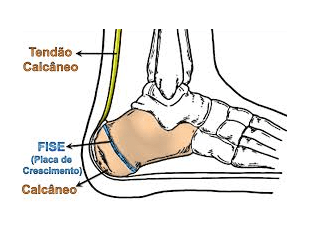 Tendão
Calcâneo
FISE
(Placa de
Crescimento)
Calcâneo